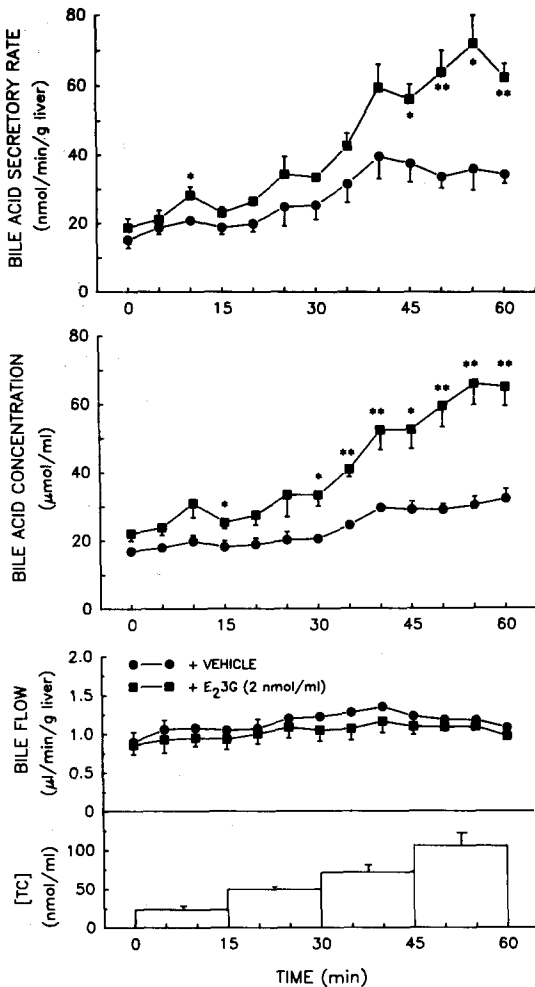 BILE ACID SECRETORY RATE
(nmol/min/g liver)
80
60
40
20
0
*
*
**
*
**
0 15 30 45 60
BILE ACID CONCENTRATION
(μmol/ml)
80
60
40
20
0
*
*
**
**
*
**
**
**
0 15 30 45 60
BILE FLOW
(μl/min/g liver)
2.0
1.5
1.0
0.5
0
+ VEHICLE
+ E₂3G (2 nmol/ml)
[TC]
(nmol/ml)
100
50
0
0 15 30 45 60
TIME (min)